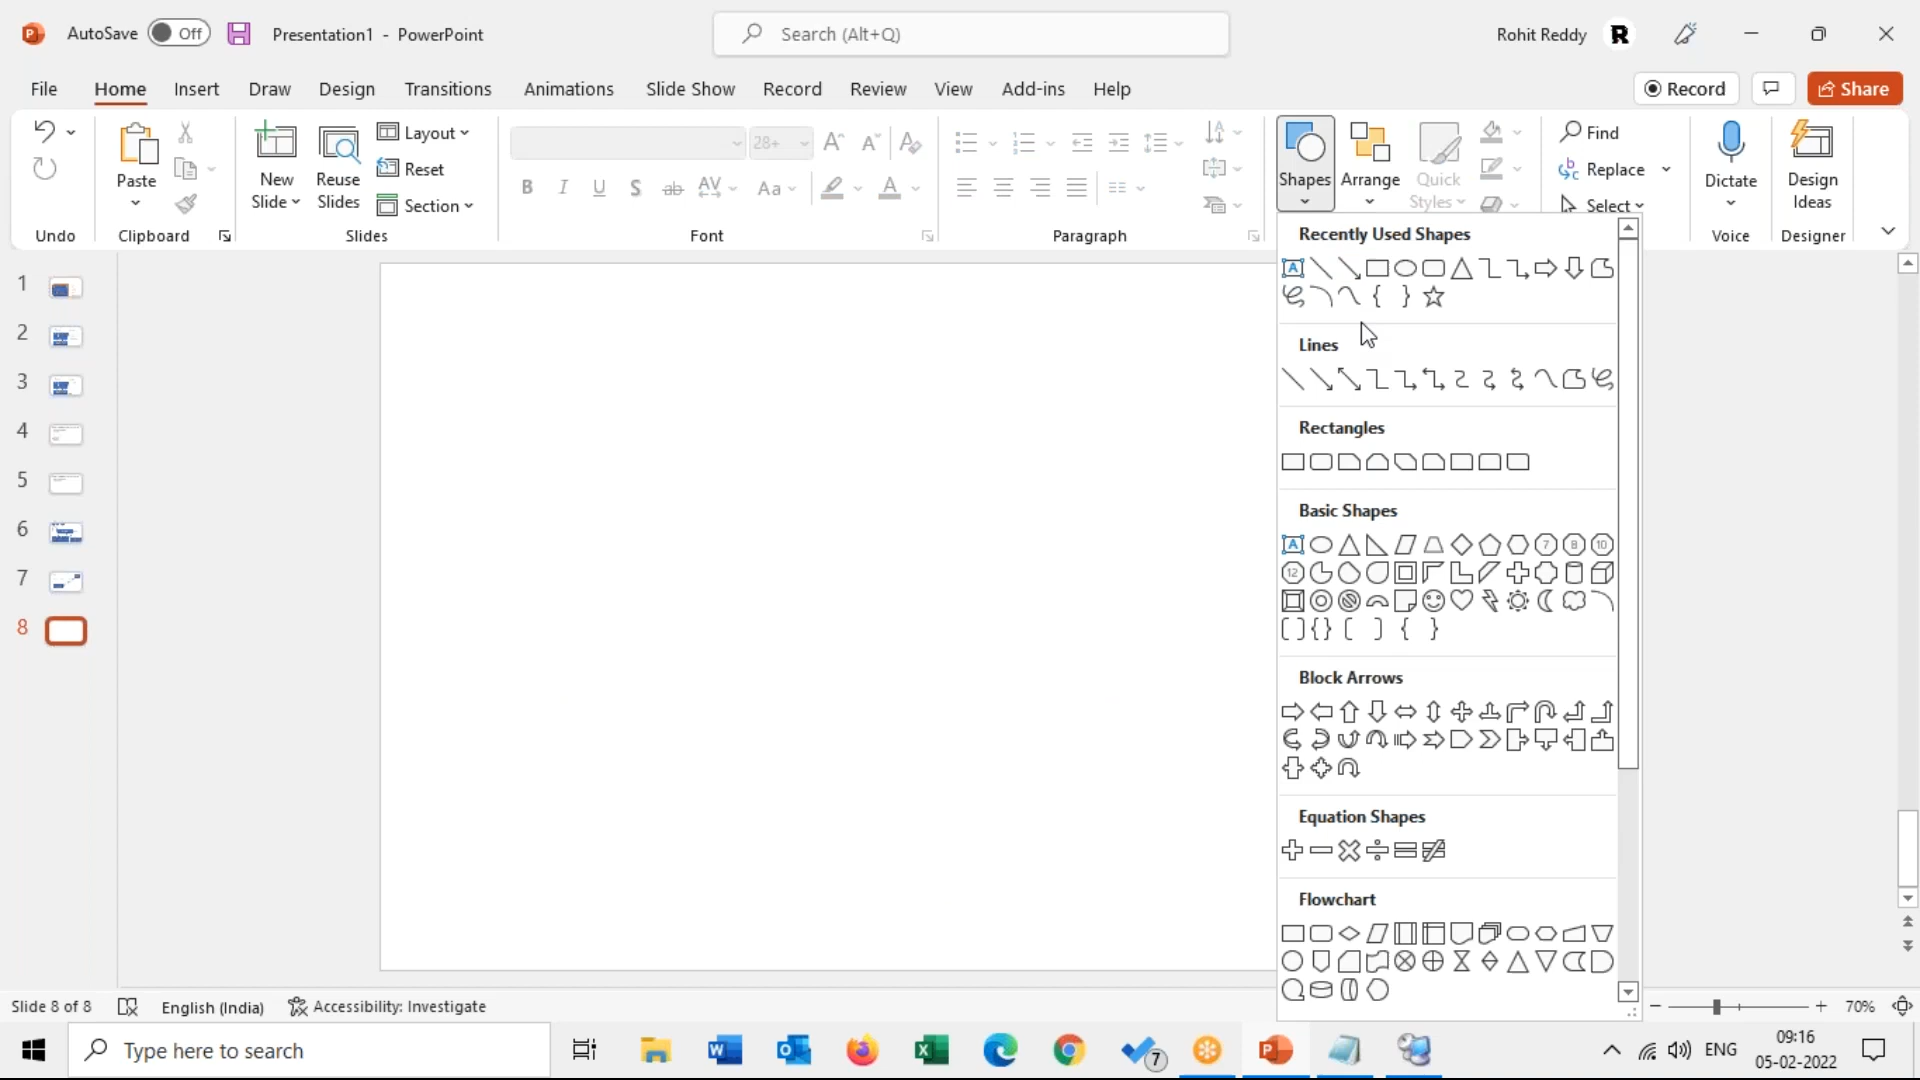 AutoSave Off Presentation1 - PowerPoint Search (Alt+Q) Rohit Reddy
File Home Insert Draw Design Transitions Animations Slide Show Record Review View Add-ins Help Record Share
Undo
Paste
Clipboard
New Slide
Reuse Slides
Layout
Reset
Section
Slides
28+
B I U S ab AV Aa A
Font
Paragraph
Shapes
Arrange
Quick Styles
Find
Replace
Select
Dictate
Voice
Design Ideas
Designer
Recently Used Shapes
Lines
Rectangles
Basic Shapes
Block Arrows
Equation Shapes
Flowchart
1
2
3
4
5
6
7
8
Slide 8 of 8 English (India) Accessibility: Investigate 70%
Type here to search 7 ENG 09:16
05-02-2022